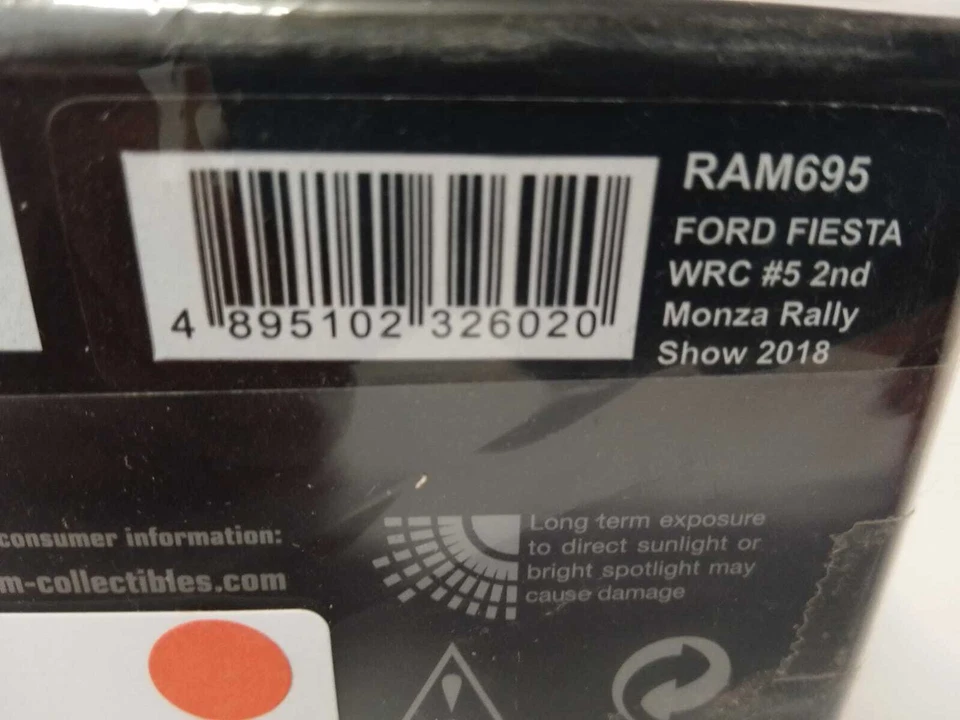 RAM695
FORD FIESTA
WRC #5 2nd
Monza Rally
Show 2018
4 895102 326020
consumer information:
m-collectibles.com
Long term exposure
to direct sunlight or
bright spotlight may
cause damage